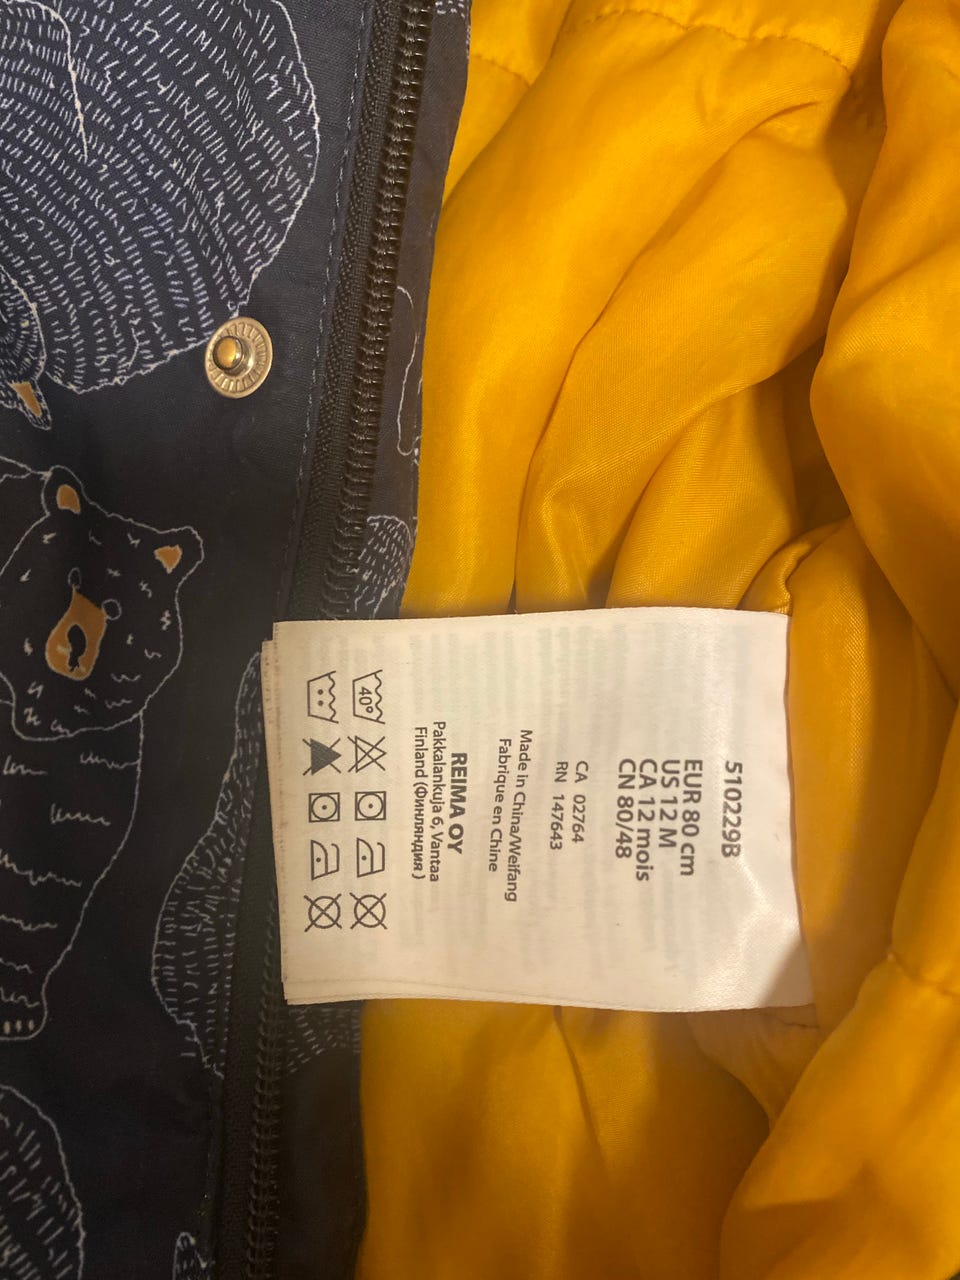 510229B
EUR 80 cm
US 12 M
CA 12 mois
CN 80/48
CA 02764
RN 147643
Made in China/Weifang
Fabrique en Chine
REIMA OY
Pakkalankuja 6, Vantaa
Finland (Финляндия )
40°